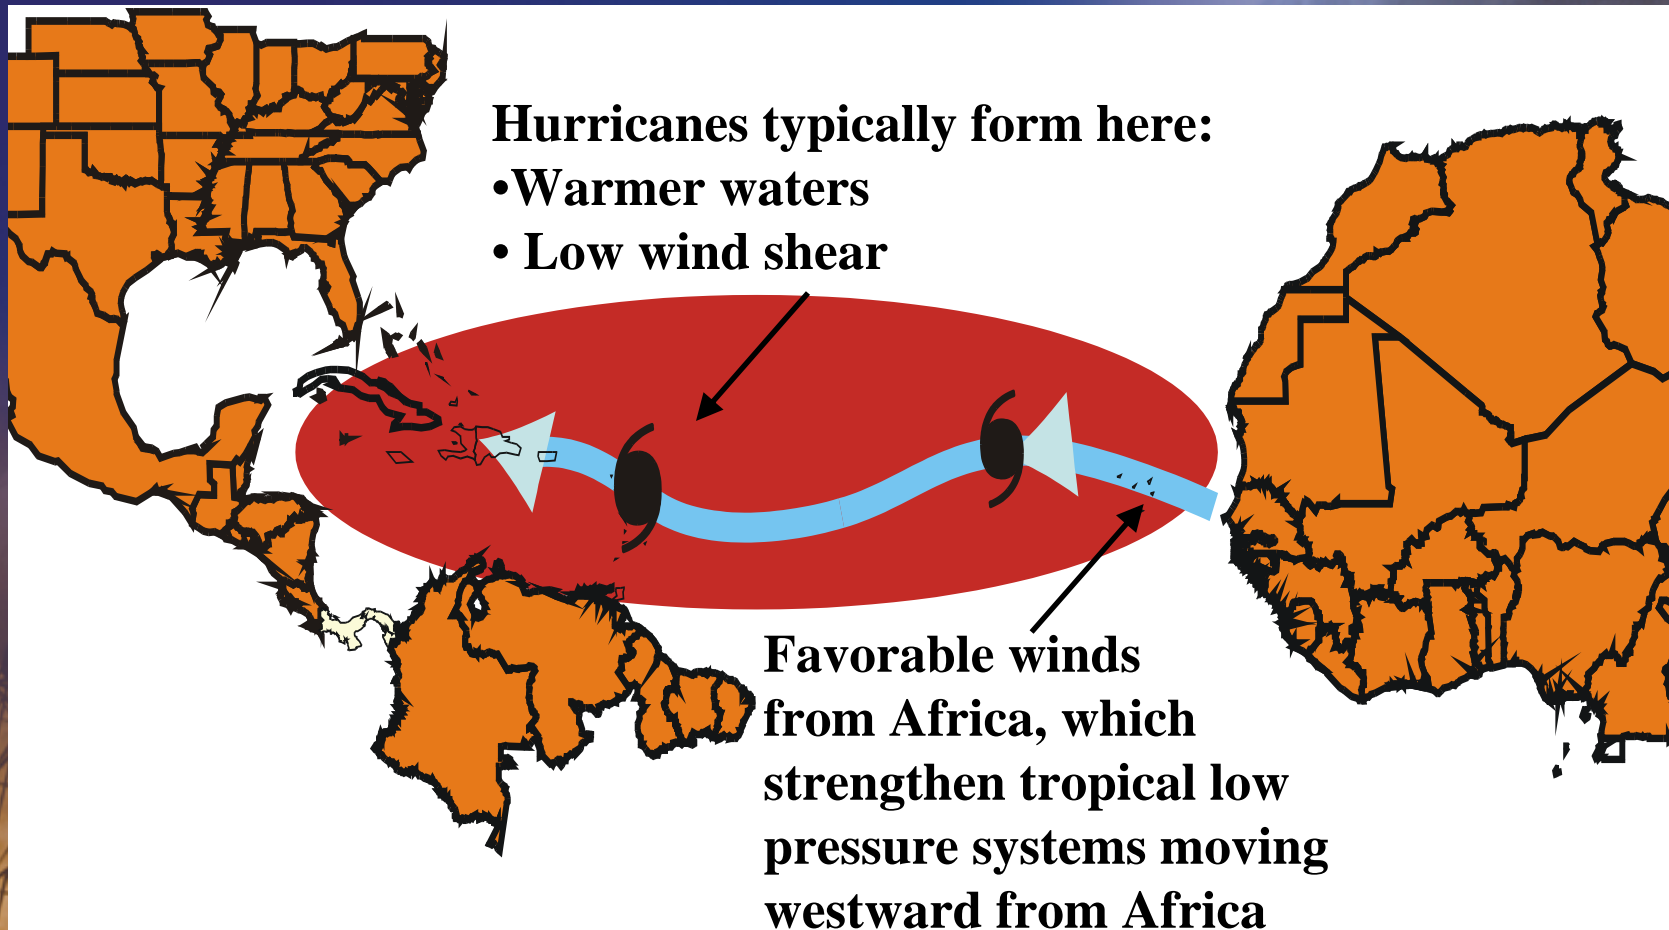 Hurricanes typically form here:
•Warmer waters
• Low wind shear
Favorable winds
from Africa, which
strengthen tropical low
pressure systems moving
westward from Africa